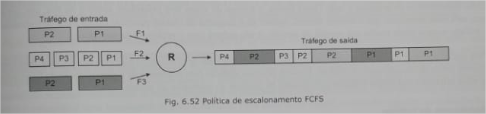 Tráfego de entrada
P2 P1 F1
Tráfego de saída
P4 P3 P2 P1 F2 R P4 P2 P3 P2 P2 P1 P1 P1
P2 P1 F3
Fig. 6.52 Política de escalonamento FCFS